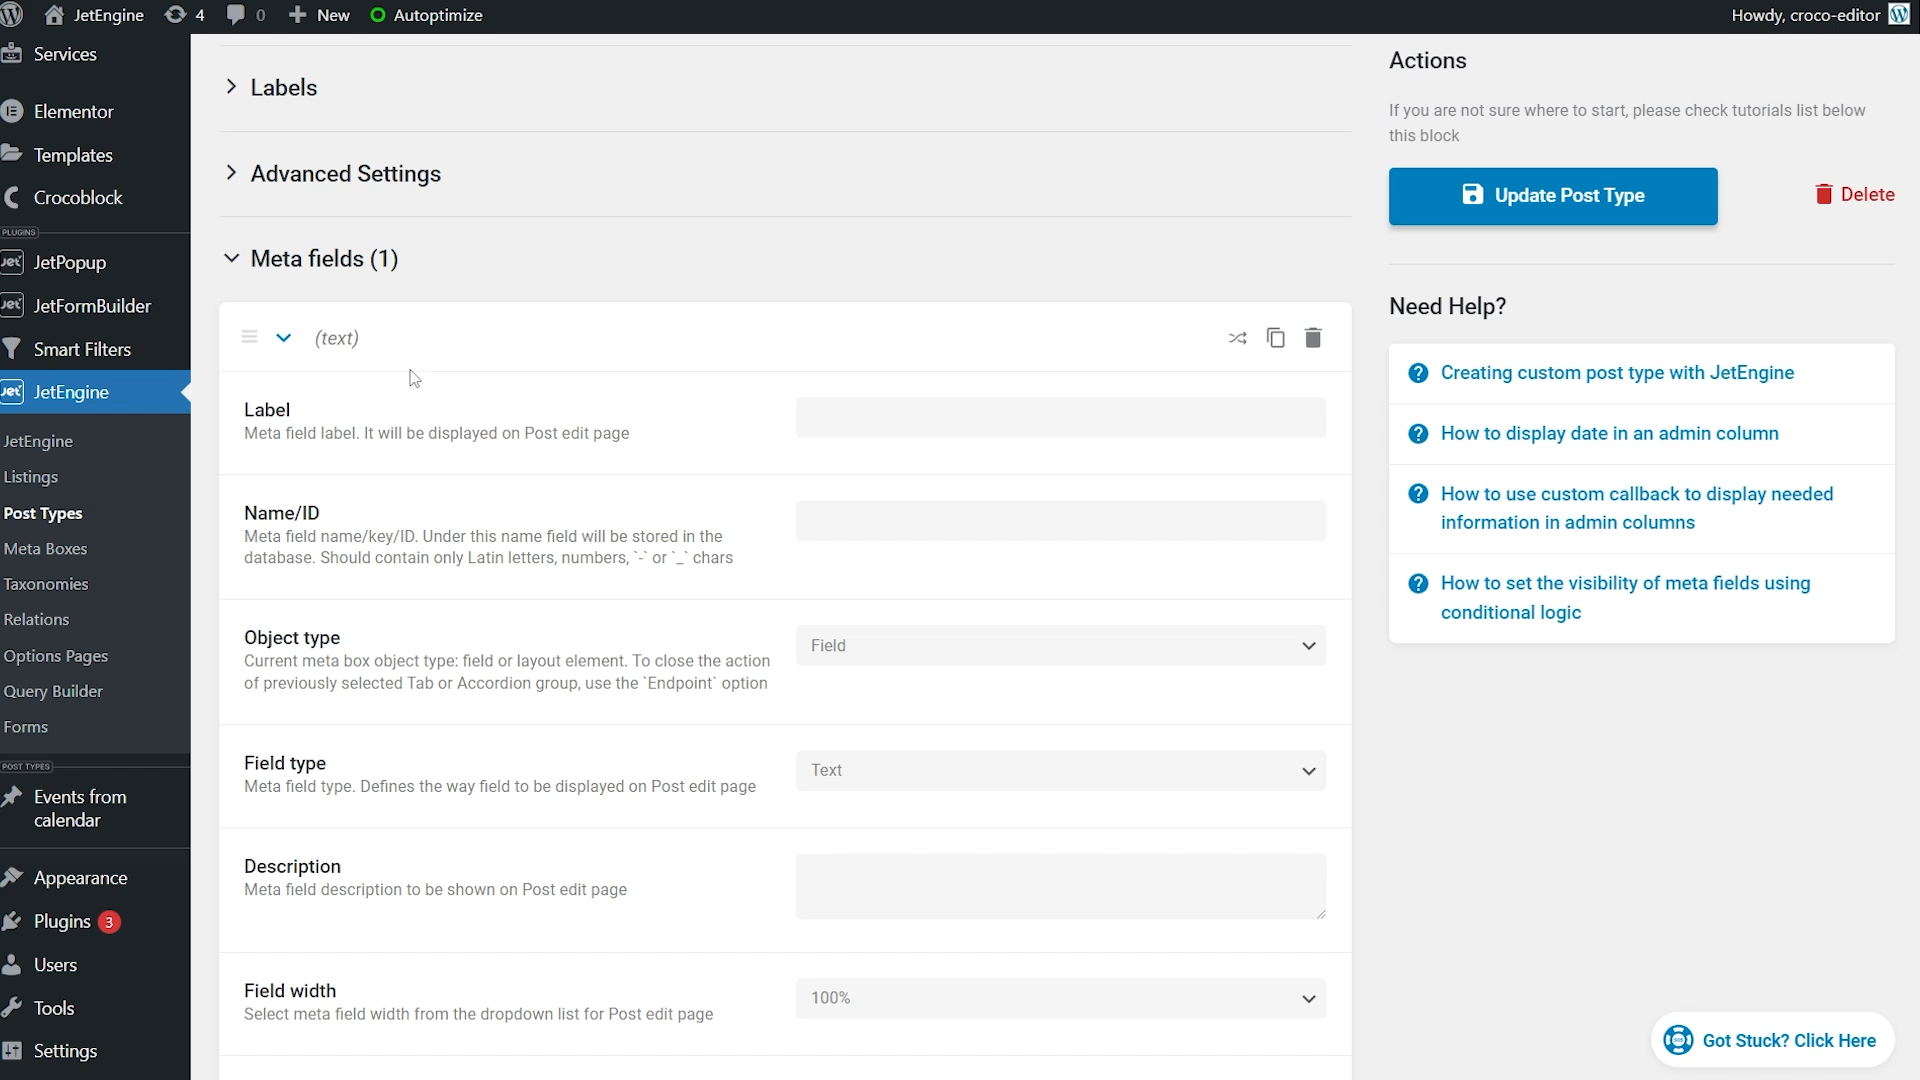 JetEngine 4 0 New Autoptimize Howdy, croco-editor
Services
Elementor
Templates
Crocoblock
PLUGINS
JetPopup
JetFormBuilder
Smart Filters
JetEngine
JetEngine
Listings
Post Types
Meta Boxes
Taxonomies
Relations
Options Pages
Query Builder
Forms
POST TYPES
Events from
calendar
Appearance
Plugins 3
Users
Tools
Settings
Labels
Advanced Settings
Meta fields (1)
(text)
Label
Meta field label. It will be displayed on Post edit page
Name/ID
Meta field name/key/ID. Under this name field will be stored in the
database. Should contain only Latin letters, numbers, `-` or `_` chars
Object type
Current meta box object type: field or layout element. To close the action
of previously selected Tab or Accordion group, use the `Endpoint` option
Field
Field type
Meta field type. Defines the way field to be displayed on Post edit page
Text
Description
Meta field description to be shown on Post edit page
Field width
Select meta field width from the dropdown list for Post edit page
100%
Actions
If you are not sure where to start, please check tutorials list below
this block
Update Post Type
Delete
Need Help?
Creating custom post type with JetEngine
How to display date in an admin column
How to use custom callback to display needed
information in admin columns
How to set the visibility of meta fields using
conditional logic
Got Stuck? Click Here